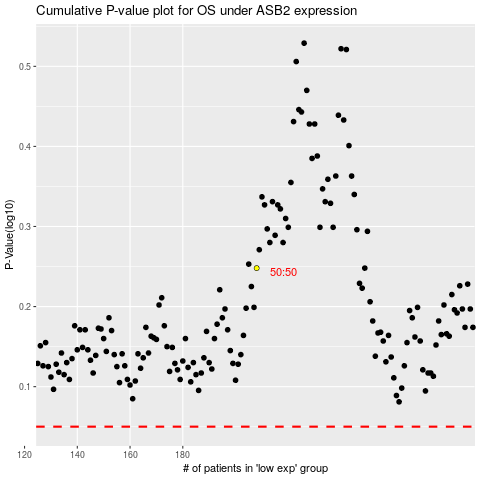 Cumulative P-value plot for OS under ASB2 expression
P-Value(log10)
0.5
0.4
0.3
0.2
0.1
50:50
120 140 160 180
# of patients in 'low exp' group